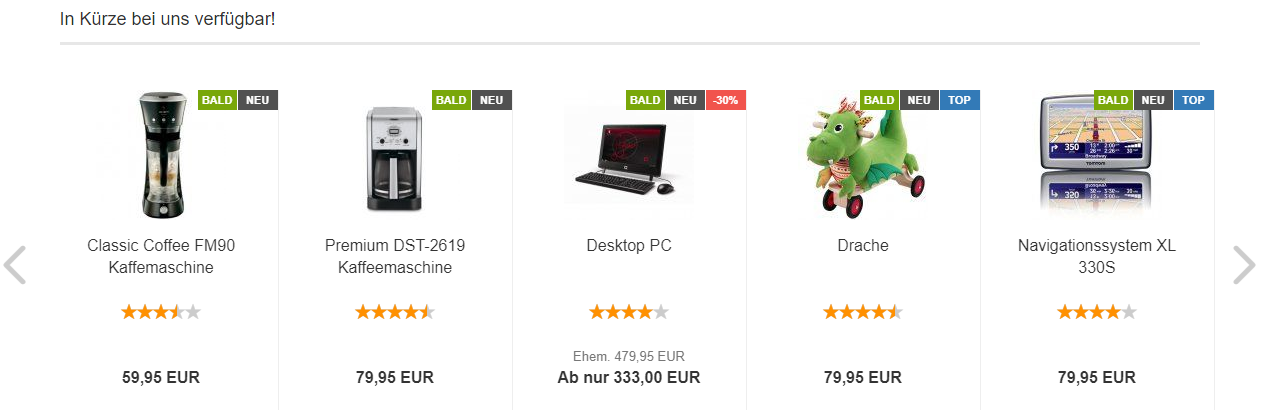 In Kürze bei uns verfügbar!
BALD NEU
BALD NEU
BALD NEU -30%
BALD NEU TOP
BALD NEU TOP
350
Broadway
TOMTOM
Classic Coffee FM90
Kaffemaschine
Premium DST-2619
Kaffeemaschine
Desktop PC
Drache
Navigationssystem XL
330S
Ehem. 479,95 EUR
59,95 EUR
79,95 EUR
Ab nur 333,00 EUR
79,95 EUR
79,95 EUR